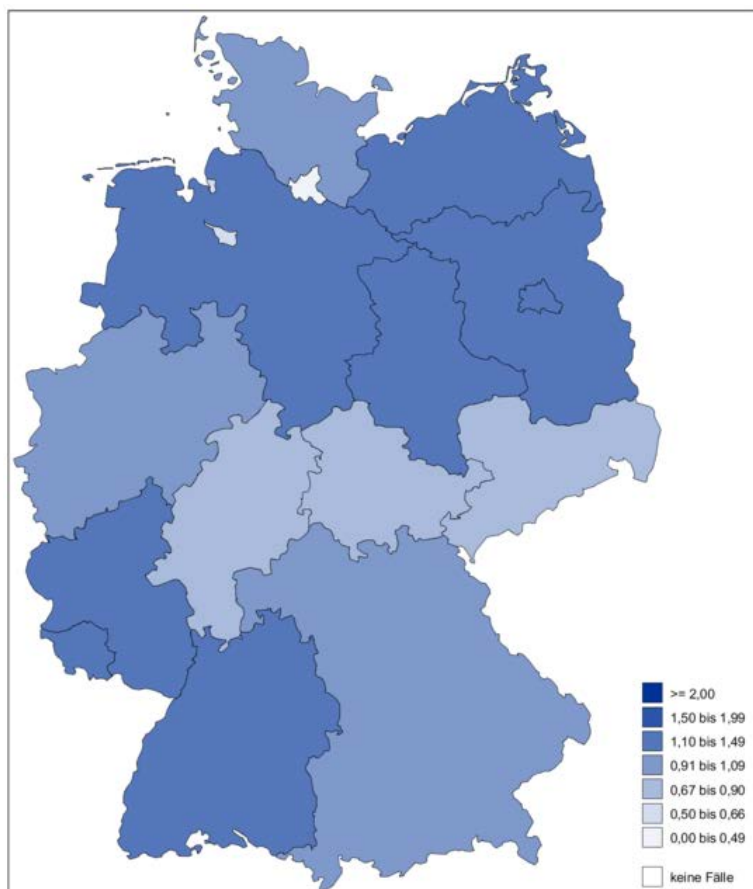 >= 2,00
1,50 bis 1,99
1,10 bis 1,49
0,91 bis 1,09
0,67 bis 0,90
0,50 bis 0,66
0,00 bis 0,49
keine Fälle